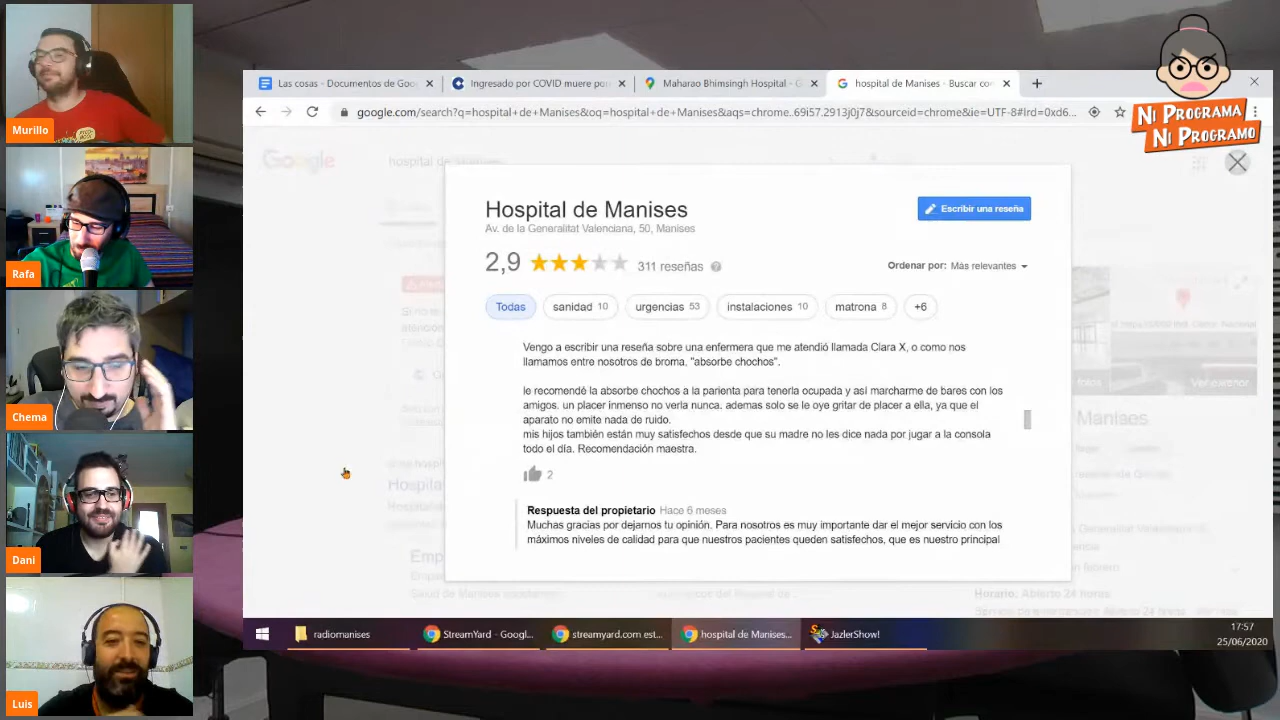 Murillo
Rafa
Chema
Dani
Luis
NI PROGRAMA
NI PROGRAMO
Las cosas - Documentos de Goo
Ingresado por COVID muere po
Maharao Bhimsingh Hospital - G
hospital de Manises - Buscar co
google.com/search?q=hospital+de+Manises&oq=hospital+de+Manises&aqs=chrome..69i57.2913j0j7&sourceid=chrome&ie=UTF-8#lrd=0xd6...
Google
hospital de
Hospital de Manises
Escribir una reseña
Av. de la Generalitat Valenciana, 50, Manises
2,9
311 reseñas
Ordenar por: Más relevantes
Todas
sanidad 10
urgencias 53
instalaciones 10
matrona 8
+6
Vengo a escribir una reseña sobre una enfermera que me atendió llamada Clara X, o como nos
llamamos entre nosotros de broma, "absorbe chochos".
le recomendé la absorbe chochos a la parienta para tenerla ocupada y así marcharme de bares con los
amigos. un placer inmenso no verla nunca. ademas solo se le oye gritar de placer a ella, ya que el
aparato no emite nada de ruido.
mis hijos también están muy satisfechos desde que su madre no les dice nada por jugar a la consola
todo el día. Recomendación maestra.
2
Respuesta del propietario Hace 6 meses
Muchas gracias por dejarnos tu opinión. Para nosotros es muy importante dar el mejor servicio con los
máximos niveles de calidad para que nuestros pacientes queden satisfechos, que es nuestro principal
Horario: Abierto 24 horas
radiomanises
StreamYard - Googl...
streamyard.com est...
hospital de Manises...
JazlerShow!
17:57
25/06/2020